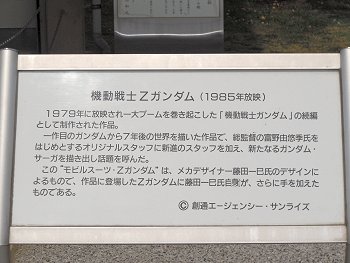 機動戦士Zガンダム（1985年放映）
1979年に放映され一大ブームを巻き起こした「機動戦士ガンダム」の続編
として制作された作品。
一作目のガンダムから7年後の世界を描いた作品で、総監督の富野由悠季氏を
はじめとするオリジナルスタッフに新進のスタッフを加え、新たなるガンダム・
サーガを描き出し話題を呼んだ。
この“モビルスーツ・Zガンダム”は、メカデザイナー藤田一巳氏のデザインに
よるもので、作品に登場したZガンダムに藤田一巳氏自身が、さらに手を加えた
ものである。
© 創通エージェンシー・サンライズ